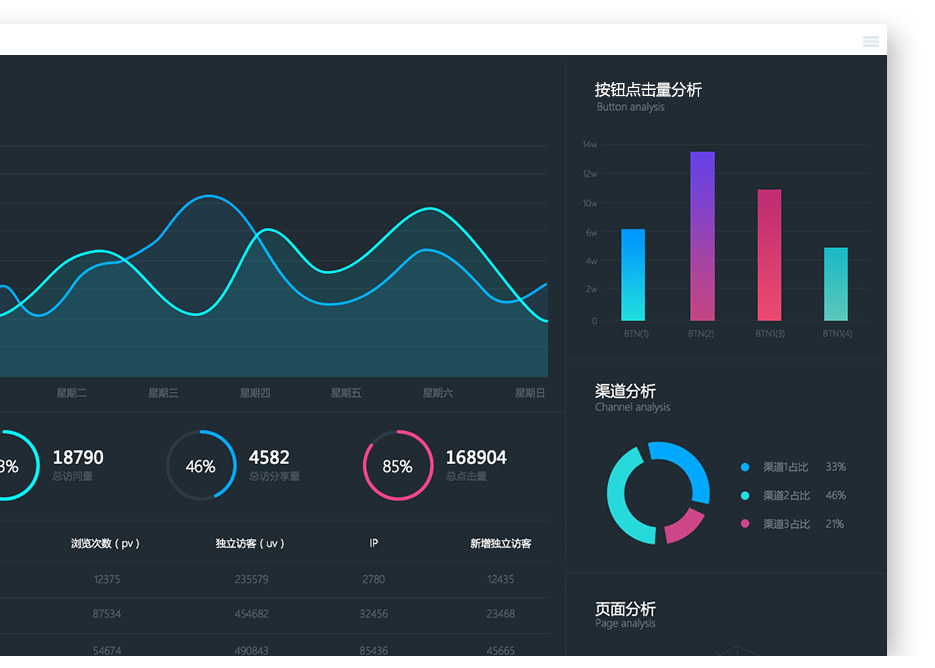 星期二 星期三 星期四 星期五 星期六 星期日
3%
18790
总访问量
46%
4582
总访分享量
85%
168904
总点击量
浏览次数 ( pv ) 独立访客 ( uv ) IP 新增独立访客
12375 235579 2780 12435
87534 454682 32456 23468
54674 490843 85436 45665
按钮点击量分析
Button analysis
14w
12w
10w
6w
4w
2w
0
BTN(1) BTN(2) BTN1(3) BTN1(4)
渠道分析
Channel analysis
渠道1占比 33%
渠道2占比 46%
渠道3占比 21%
页面分析
Page analysis